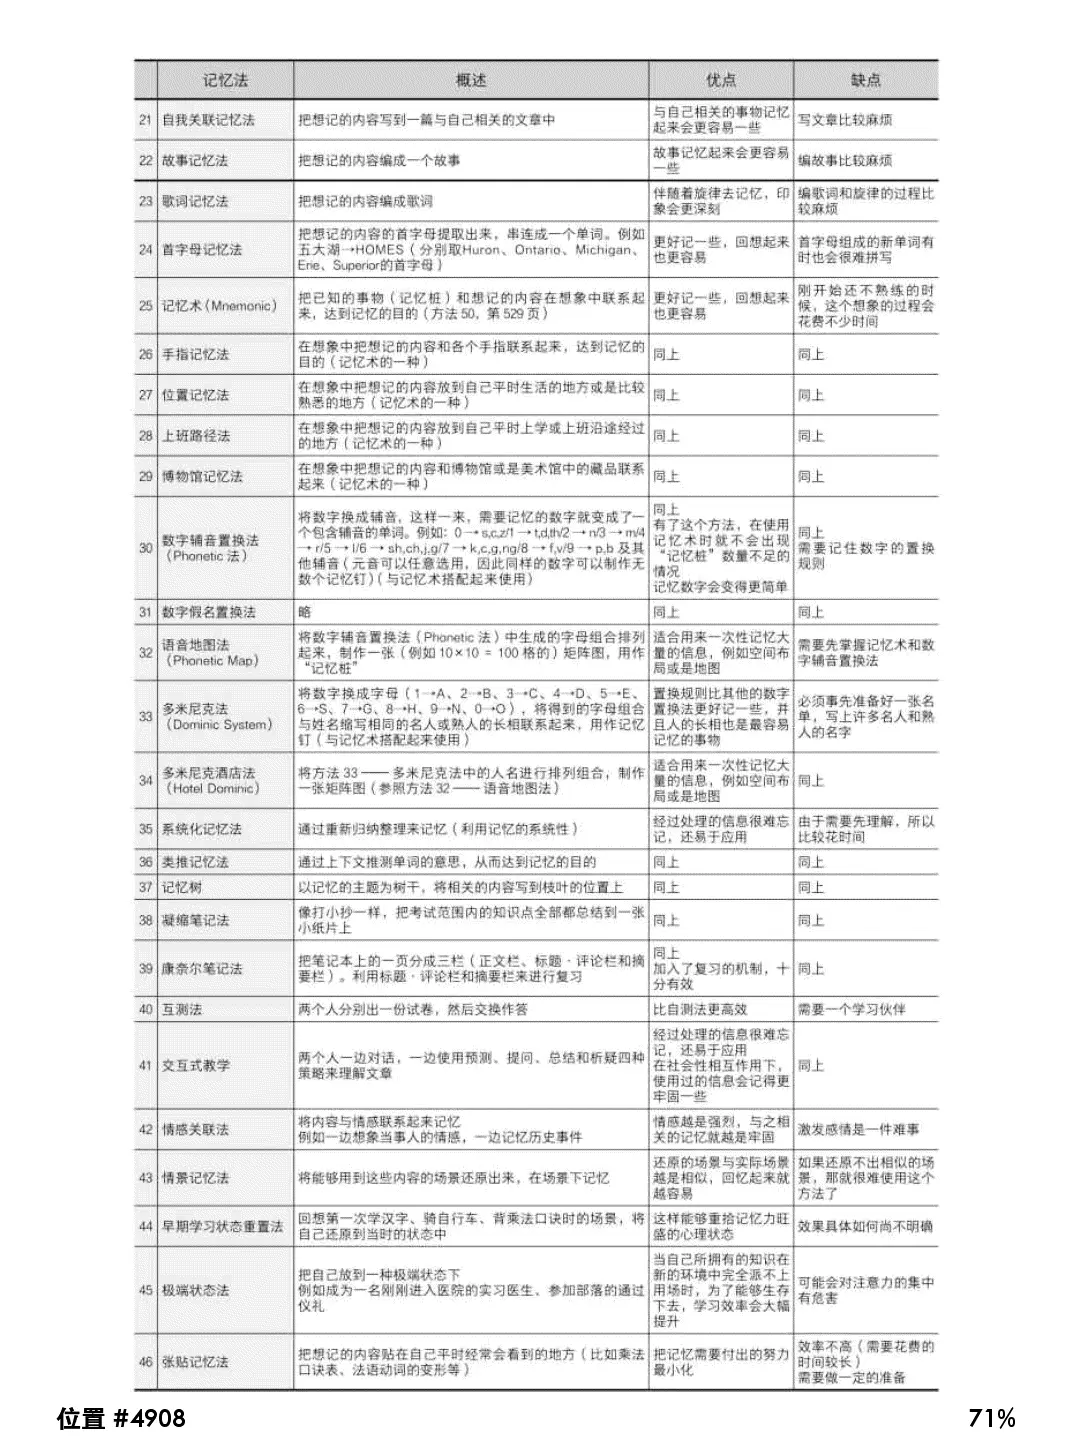 记忆法 概述 优点 缺点
21 自我关联记忆法 把想记的内容写到一篇与自己相关的文章中 与自己相关的事物记忆
起来会更容易一些 写文章比较麻烦
22 故事记忆法 把想记的内容编成一个故事 故事记忆起来会更容易
一些 编故事比较麻烦
23 歌词记忆法 把想记的内容编成歌词 伴随着旋律去记忆，印
象会更深刻 编歌词和旋律的过程比
较麻烦
24 首字母记忆法 把想记的内容的首字母提取出来，串连成一个单词。例如
五大湖→HOMES（分别取Huron、Ontario、Michigan、
Erie、Superior的首字母） 更好记一些，回想起来
也更容易 首字母组成的新单词有
时也会很难拼写
25 记忆术（Mnemonic） 把已知的事物（记忆桩）和想记的内容在想象中联系起
来，达到记忆的目的（方法50，第529页） 更好记一些，回想起来
也更容易 刚开始还不熟练的时
候，这个想象的过程会
花费不少时间
26 手指记忆法 在想象中把想记的内容和各个手指联系起来，达到记忆的
目的（记忆术的一种） 同上 同上
27 位置记忆法 在想象中把想记的内容放到自己平时生活的地方或是比较
熟悉的地方（记忆术的一种） 同上 同上
28 上班路径法 在想象中把想记的内容放到自己平时上学或上班沿途经过
的地方（记忆术的一种） 同上 同上
29 博物馆记忆法 在想象中把想记的内容和博物馆或是美术馆中的藏品联系
起来（记忆术的一种） 同上 同上
30 数字辅音置换法
（Phonetic 法） 将数字换成辅音，这样一来，需要记忆的数字就变成了一
个包含辅音的单词。例如：0→s,c,z/1→t,d,th/2→n/3→m/4
→r/5→l/6→sh,ch,j,g/7→k,c,g,ng/8→f,v/9→p,b 及其
他辅音（元音可以任意选用，因此同样的数字可以制作无
数个记忆钉）（与记忆术搭配起来使用） 同上
有了这个方法，在使用
记忆术时就不会出现
“记忆桩”数量不足的
情况
记忆数字会变得更简单 同上
需要记住数字的置换
规则
31 数字假名置换法 略 同上 同上
32 语音地图法
（Phonetic Map） 将数字辅音置换法（Phonetic 法）中生成的字母组合排列
起来，制作一张（例如10×10 = 100格的）矩阵图，用作
“记忆桩” 适合用来一次性记忆大
量的信息，例如空间布
局或是地图 需要先掌握记忆术和数
字辅音置换法
33 多米尼克法
（Dominic System） 将数字换成字母（1→A、2→B、3→C、4→D、5→E、
6→S、7→G、8→H、9→N、0→O），将得到的字母组合
与姓名缩写相同的名人或熟人的长相联系起来，用作记忆
钉（与记忆术搭配起来使用） 置换规则比其他的数字
置换法更好记一些，并
且人的长相也是最容易
记忆的事物 必须事先准备好一张名
单，写上许多名人和熟
人的名字
34 多米尼克酒店法
（Hotel Dominic） 将方法33——多米尼克法中的人名进行排列组合，制作
一张矩阵图（参照方法32——语音地图法） 适合用来一次性记忆大
量的信息，例如空间布
局或是地图 同上
35 系统化记忆法 通过重新归纳整理来记忆（利用记忆的系统性） 经过处理的信息很难忘
记，还易于应用 由于需要先理解，所以
比较花时间
36 类推记忆法 通过上下文推测单词的意思，从而达到记忆的目的 同上 同上
37 记忆树 以记忆的主题为树干，将相关的内容写到枝叶的位置上 同上 同上
38 凝缩笔记法 像打小抄一样，把考试范围内的知识点全部都总结到一张
小纸片上 同上 同上
39 康奈尔笔记法 把笔记本上的一页分成三栏（正文栏、标题·评论栏和摘
要栏）。利用标题·评论栏和摘要栏来进行复习 同上
加入了复习的机制，十
分有效 同上
40 互测法 两个人分别出一份试卷，然后交换作答 比自测法更高效 需要一个学习伙伴
41 交互式教学 两个人一边对话，一边使用预测、提问、总结和析疑四种
策略来理解文章 经过处理的信息很难忘
记，还易于应用
在社会性相互作用下，
使用过的信息会记得更
牢固一些 同上
42 情感关联法 将内容与情感联系起来记忆
例如一边想象当事人的情感，一边记忆历史事件 情感越是强烈，与之相
关的记忆就越是牢固 激发感情是一件难事
43 情景记忆法 将能够用到这些内容的场景还原出来，在场景下记忆 还原的场景与实际场景
越是相似，回忆起来就
越容易 如果还原不出相似的场
景，那就很难使用这个
方法了
44 早期学习状态重置法 回想第一次学汉字、骑自行车、背乘法口诀时的场景，将
自己还原到当时的状态中 这样能够重拾记忆力旺
盛的心理状态 效果具体如何尚不明确
45 极端状态法 把自己放到一种极端状态下
例如成为一名刚刚进入医院的实习医生、参加部落的通过
仪礼 当自己所拥有的知识在
新的环境中完全派不上
用场时，为了能够生存
下去，学习效率会大幅
提升 可能会对注意力的集中
有危害
46 张贴记忆法 把想记的内容贴在自己平时经常会看到的地方（比如乘法
口诀表、法语动词的变形等） 把记忆需要付出的努力
最小化 效率不高（需要花费的
时间较长）
需要做一定的准备
位置 #4908 71%